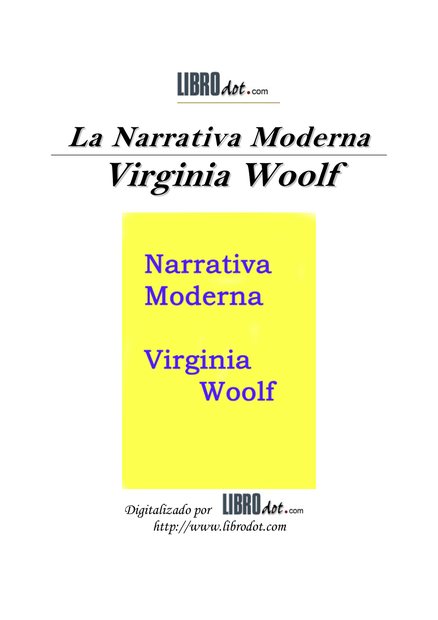 LIBROdot.com
La Narrativa Moderna
Virginia Woolf
Narrativa
Moderna
Virginia
Woolf
Digitalizado por LIBROdot.com
http://www.librodot.com